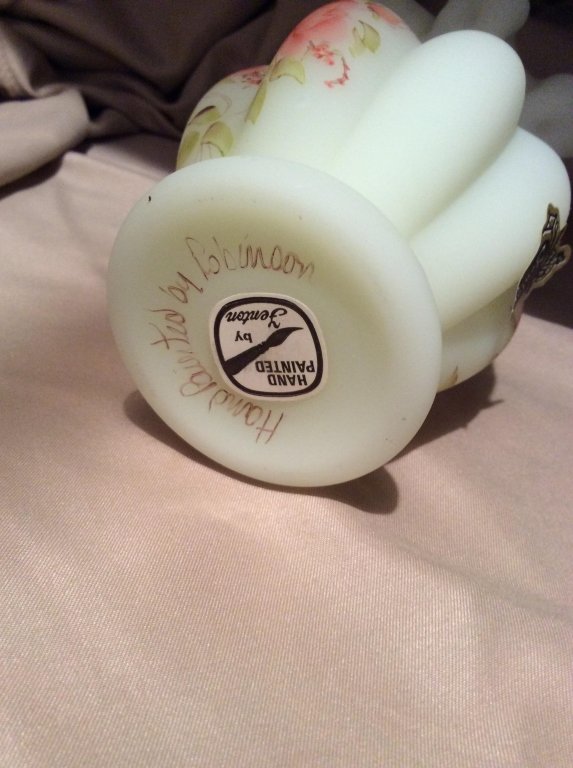 Hand Painted by Robinson
HAND
PAINTED
by
Fenton